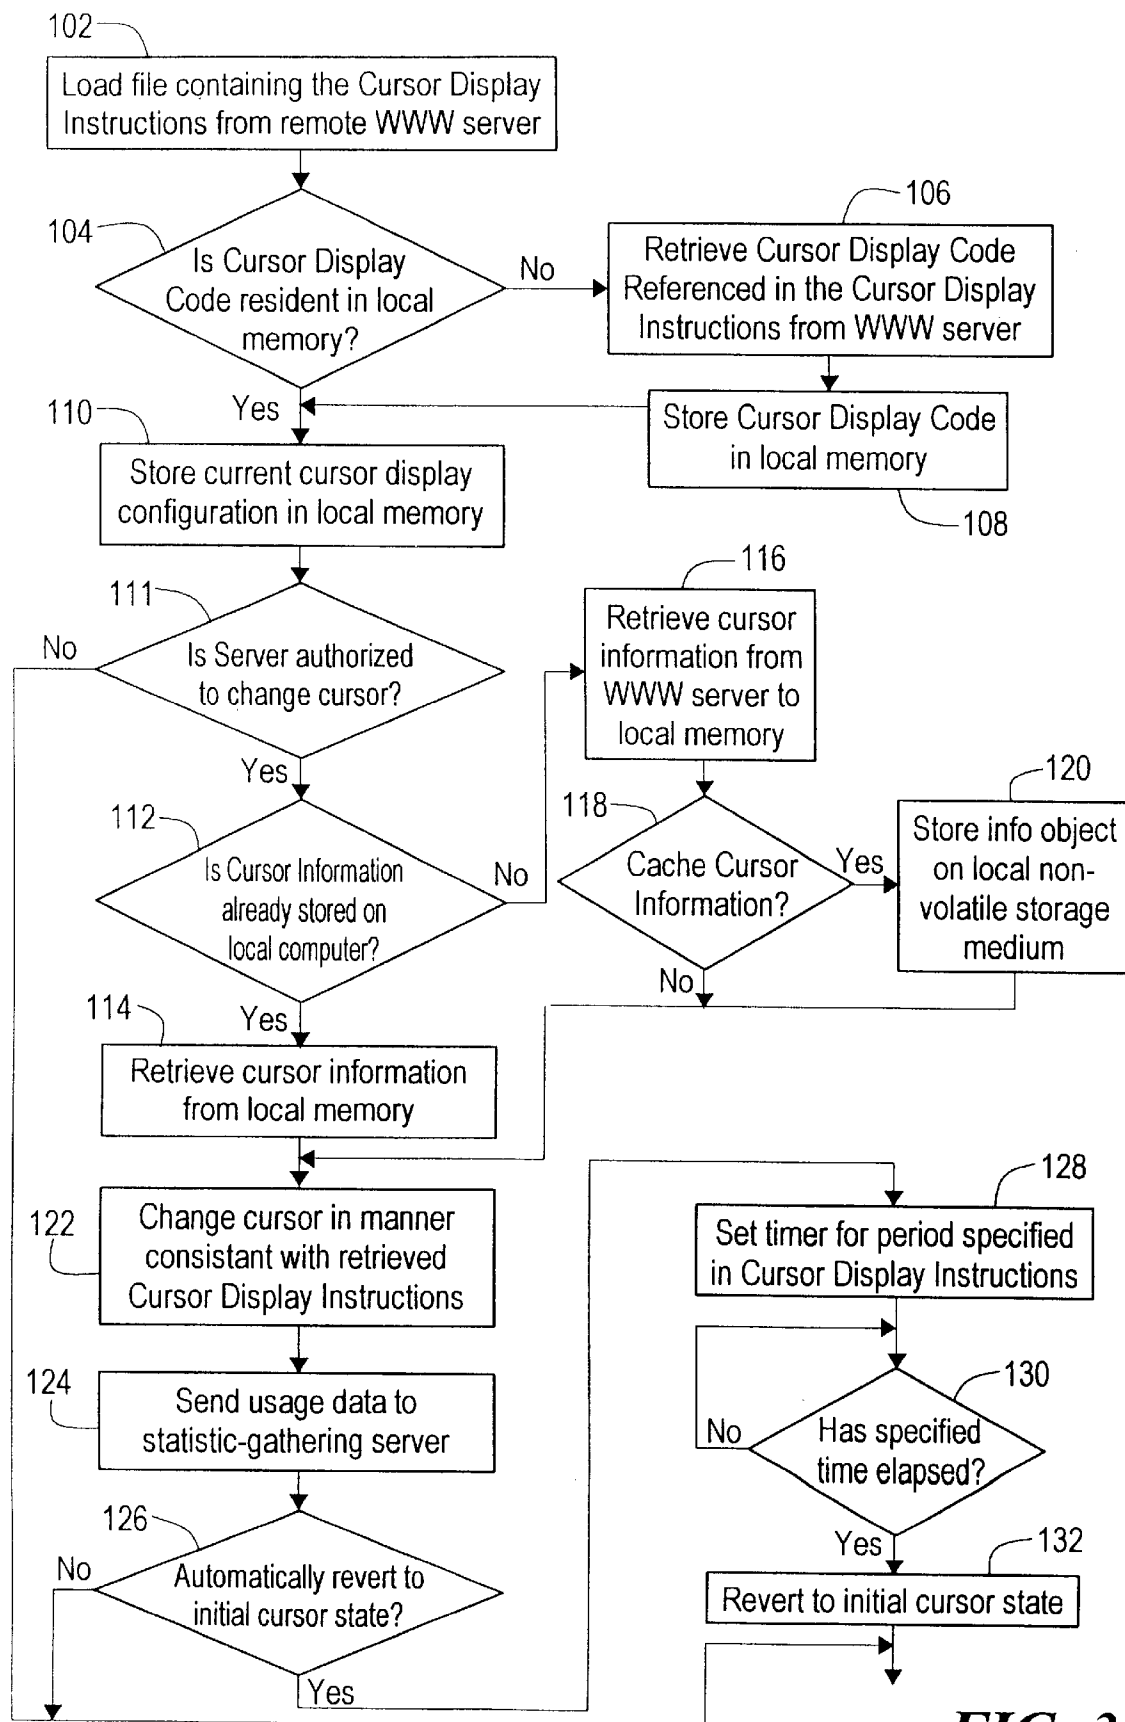 102
Load file containing the Cursor Display
Instructions from remote WWW server
104
Is Cursor Display
Code resident in local
memory?
No
Yes
106
Retrieve Cursor Display Code
Referenced in the Cursor Display
Instructions from WWW server
Store Cursor Display Code
in local memory
108
110
Store current cursor display
configuration in local memory
111
No
Is Server authorized
to change cursor?
Yes
112
Is Cursor Information
already stored on
local computer?
No
Yes
116
Retrieve cursor
information from
WWW server to
local memory
118
Cache Cursor
Information?
Yes
No
120
Store info object
on local non-
volatile storage
medium
114
Retrieve cursor information
from local memory
122
Change cursor in manner
consistant with retrieved
Cursor Display Instructions
124
Send usage data to
statistic-gathering server
126
No
Automatically revert to
initial cursor state?
Yes
128
Set timer for period specified
in Cursor Display Instructions
130
No
Has specified
time elapsed?
Yes
132
Revert to initial cursor state